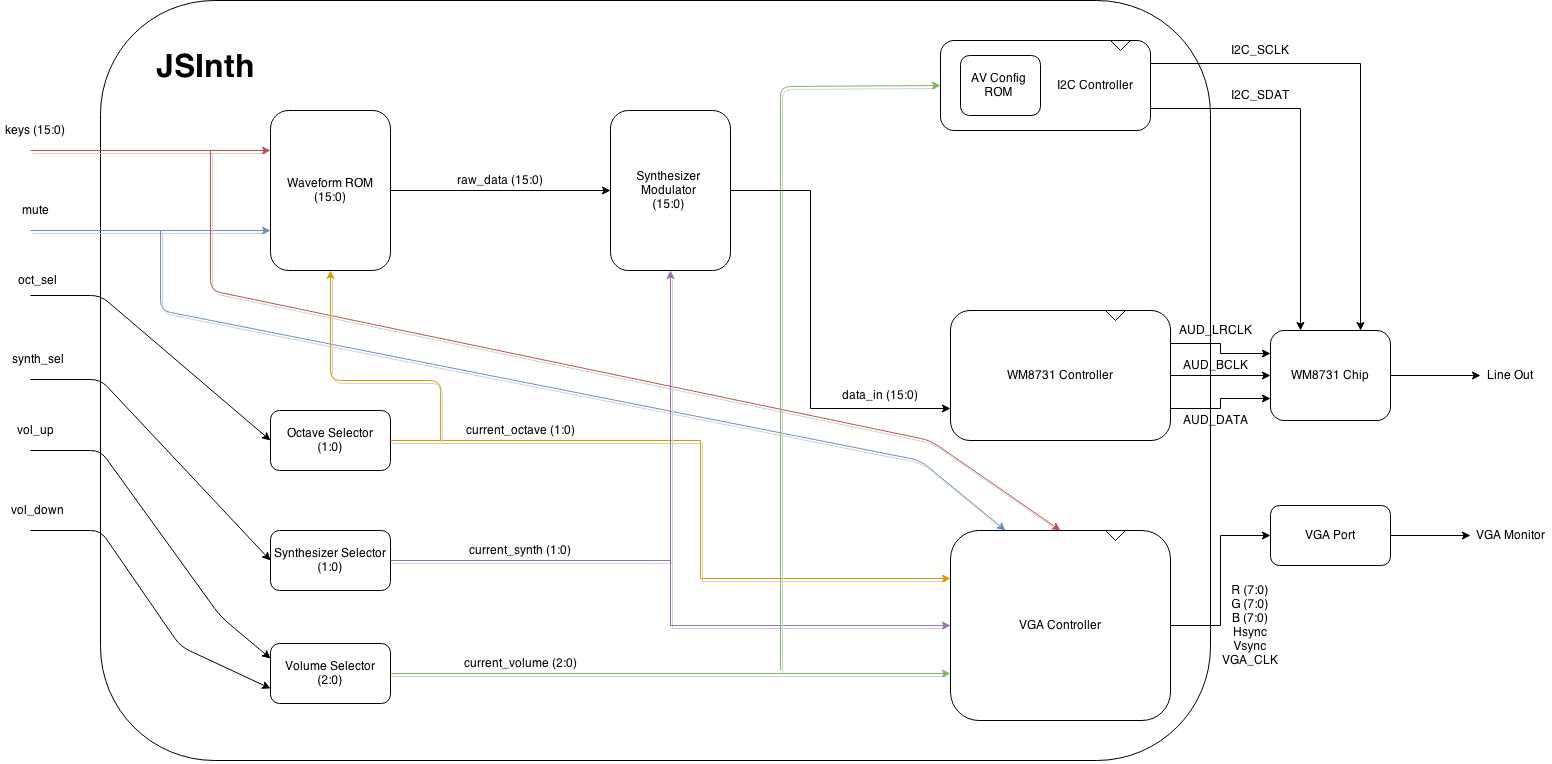 JSInth
I2C_SCLK
AV Config
ROM
I2C Controller
I2C_SDAT
keys (15:0)
Waveform ROM
(15:0)
raw_data (15:0)
Synthesizer
Modulator
(15:0)
mute
oct_sel
synth_sel
vol_up
vol_down
Octave Selector
(1:0)
current_octave (1:0)
Synthesizer Selector
(1:0)
current_synth (1:0)
Volume Selector
(2:0)
current_volume (2:0)
data_in (15:0)
WM8731 Controller
AUD_LRCLK
AUD_BCLK
AUD_DATA
WM8731 Chip
Line Out
VGA Controller
VGA Port
VGA Monitor
R (7:0)
G (7:0)
B (7:0)
Hsync
Vsync
VGA_CLK